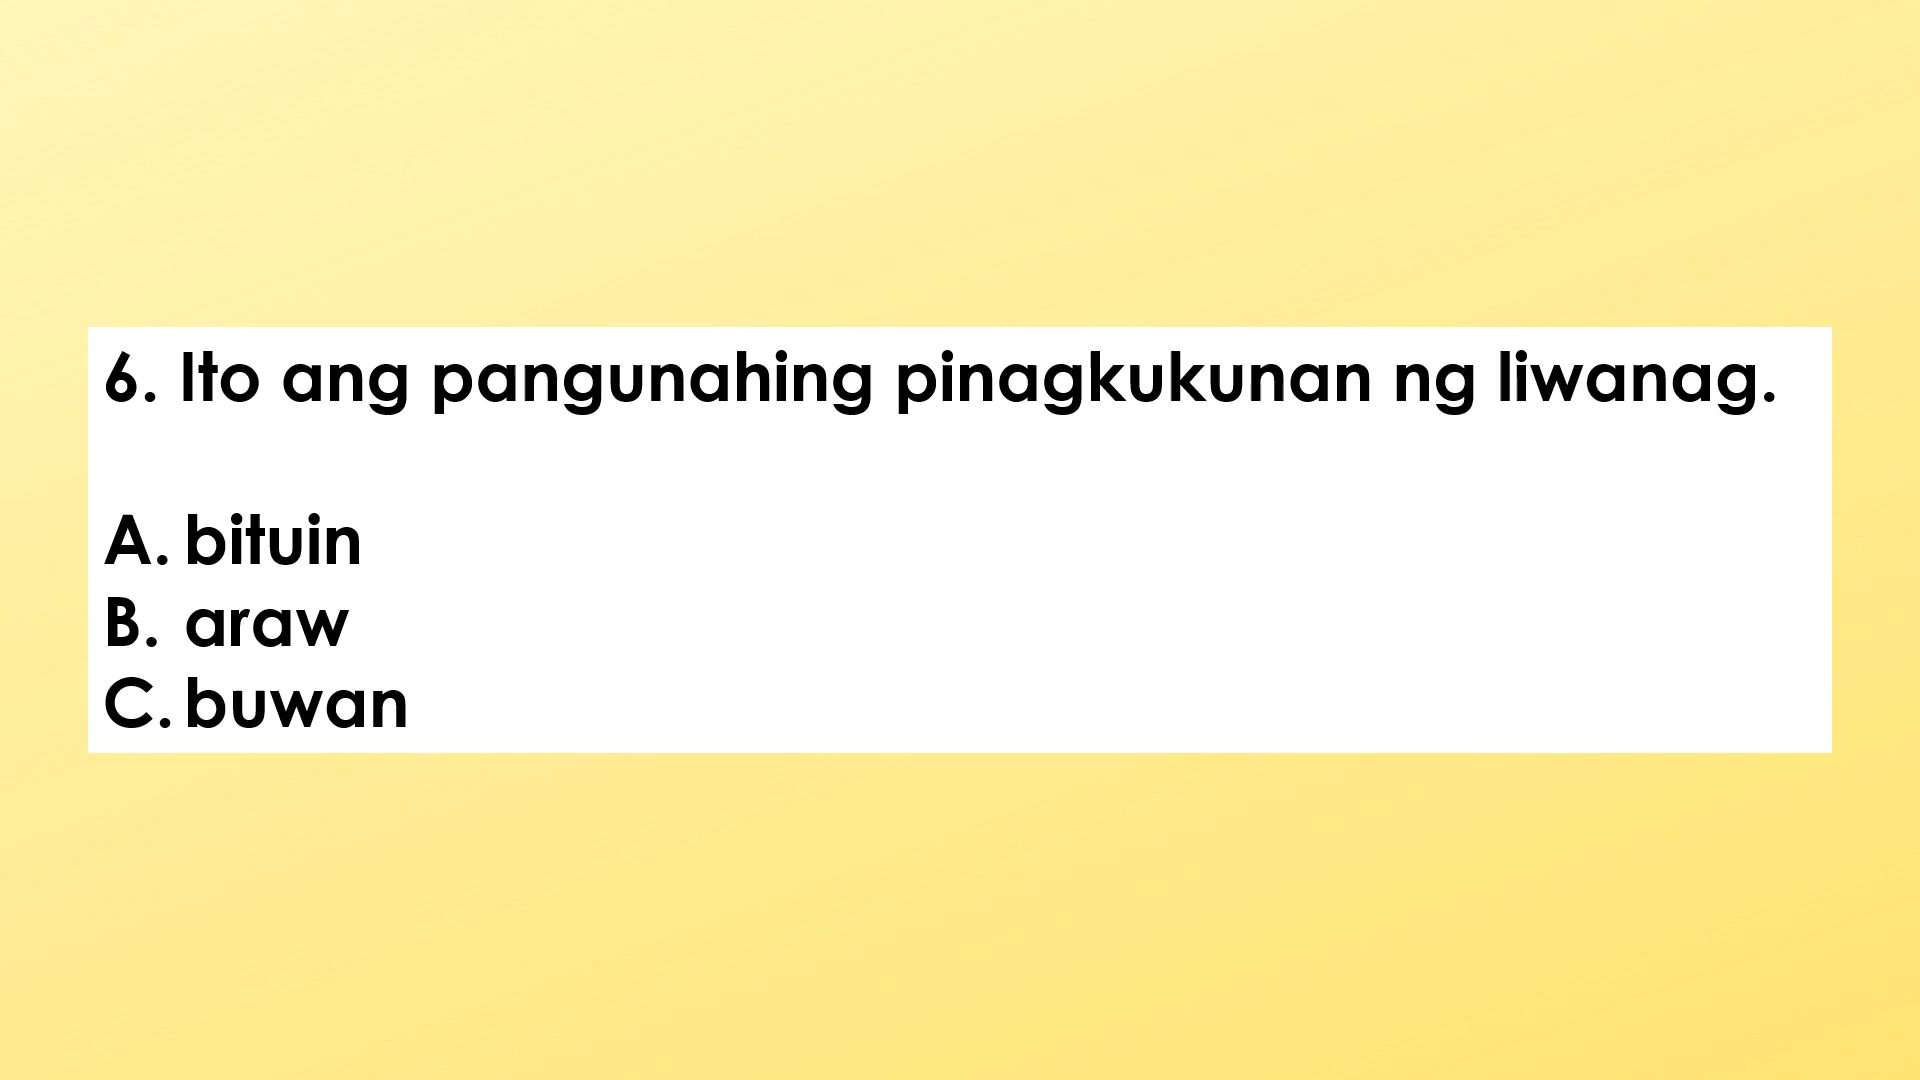 6. Ito ang pangunahing pinagkukunan ng liwanag.
A. bituin
B. araw
C. buwan